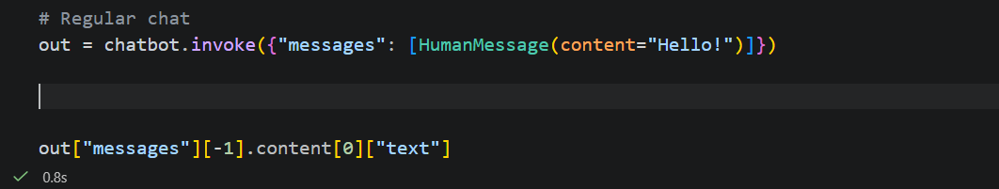 # Regular chat
out = chatbot.invoke({"messages": [HumanMessage(content="Hello!")]})
out["messages"][-1].content[0]["text"]
0.8s